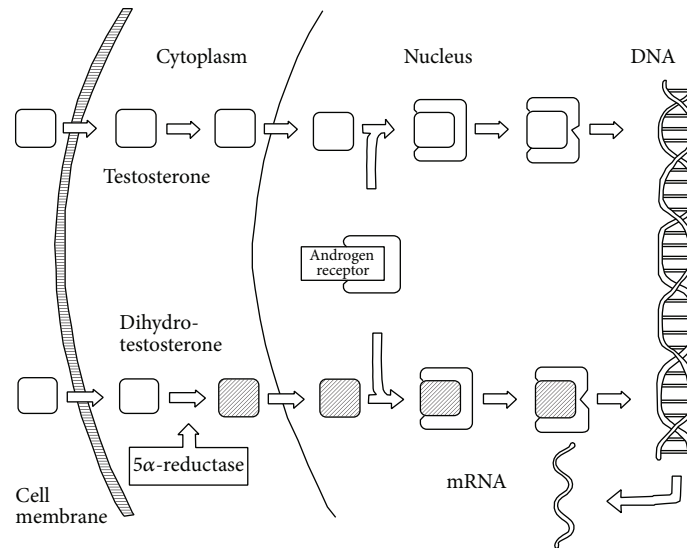 Cytoplasm
Nucleus
DNA
Testosterone
Androgen
receptor
Dihydro-
testosterone
5α-reductase
mRNA
Cell
membrane